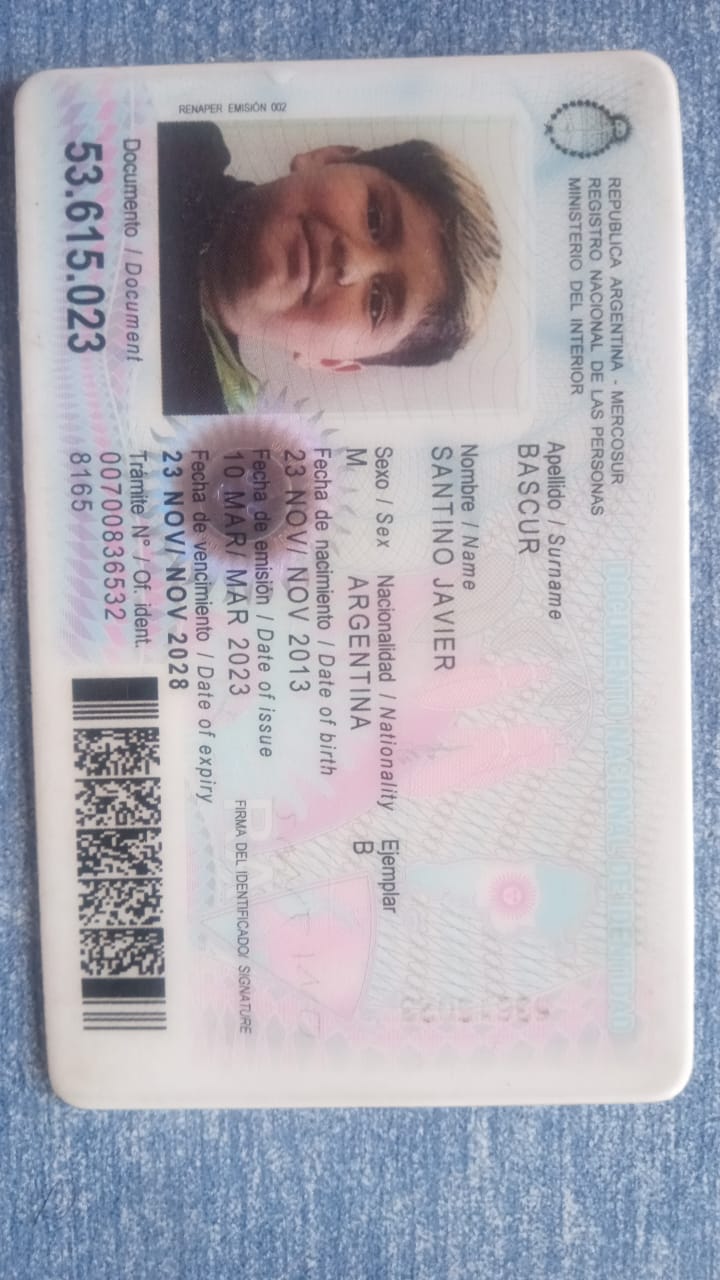 REPUBLICA ARGENTINA - MERCOSUR
REGISTRO NACIONAL DE LAS PERSONAS
MINISTERIO DEL INTERIOR
DOCUMENTO NACIONAL DE IDENTIDAD
RENAPER EMISIÓN 002
Apellido / Surname
BASCUR
Nombre / Name
SANTINO JAVIER
Sexo / Sex Nacionalidad / Nationality Ejemplar
M ARGENTINA B
Fecha de nacimiento / Date of birth
23 NOV/ NOV 2013
Fecha de emisión / Date of issue
10 MAR/ MAR 2023
Fecha de vencimiento / Date of expiry
23 NOV/ NOV 2028
FIRMA DEL IDENTIFICADO/ SIGNATURE
Documento / Document
53.615.023
Trámite N° / Of. ident.
00700836532
8165